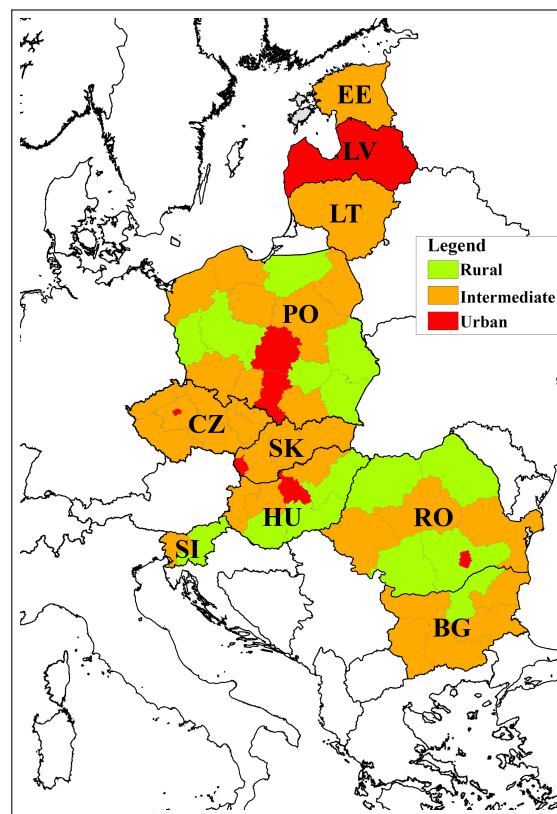 EE
LV
LT
Legend
Rural
Intermediate
Urban
PO
CZ
SK
HU
RO
SI
BG